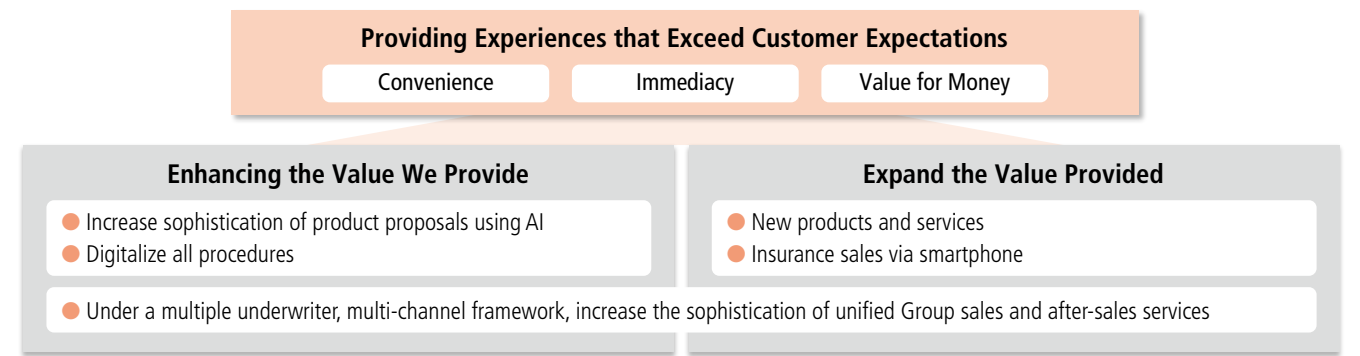 Providing Experiences that Exceed Customer Expectations
Convenience
Immediacy
Value for Money
Enhancing the Value We Provide
Increase sophistication of product proposals using AI
Digitalize all procedures
Expand the Value Provided
New products and services
Insurance sales via smartphone
Under a multiple underwriter, multi-channel framework, increase the sophistication of unified Group sales and after-sales services